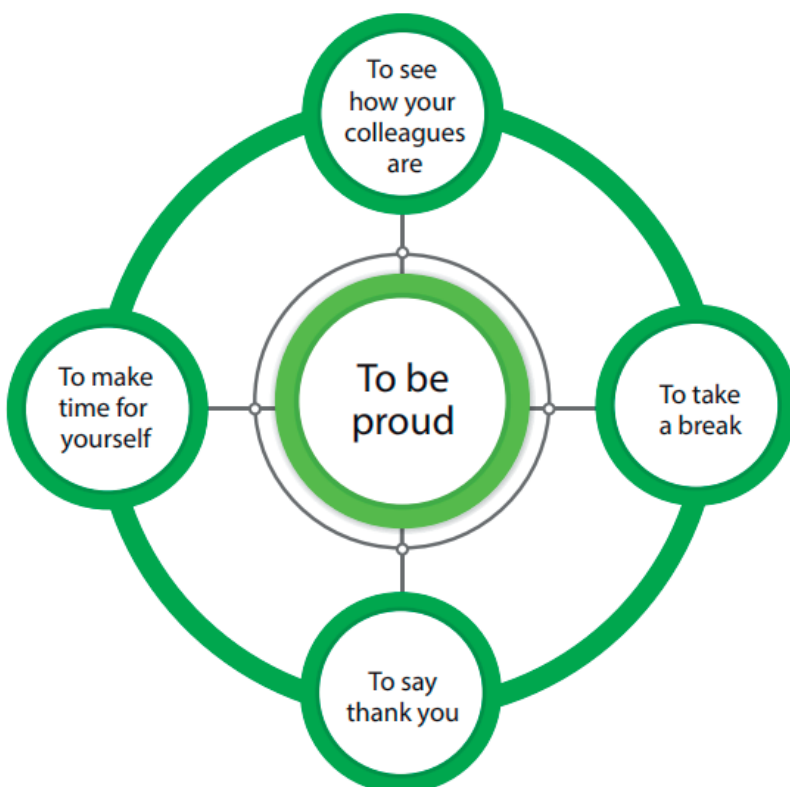 To see
how your
colleagues
are
To make
time for
yourself
To be
proud
To take
a break
To say
thank you